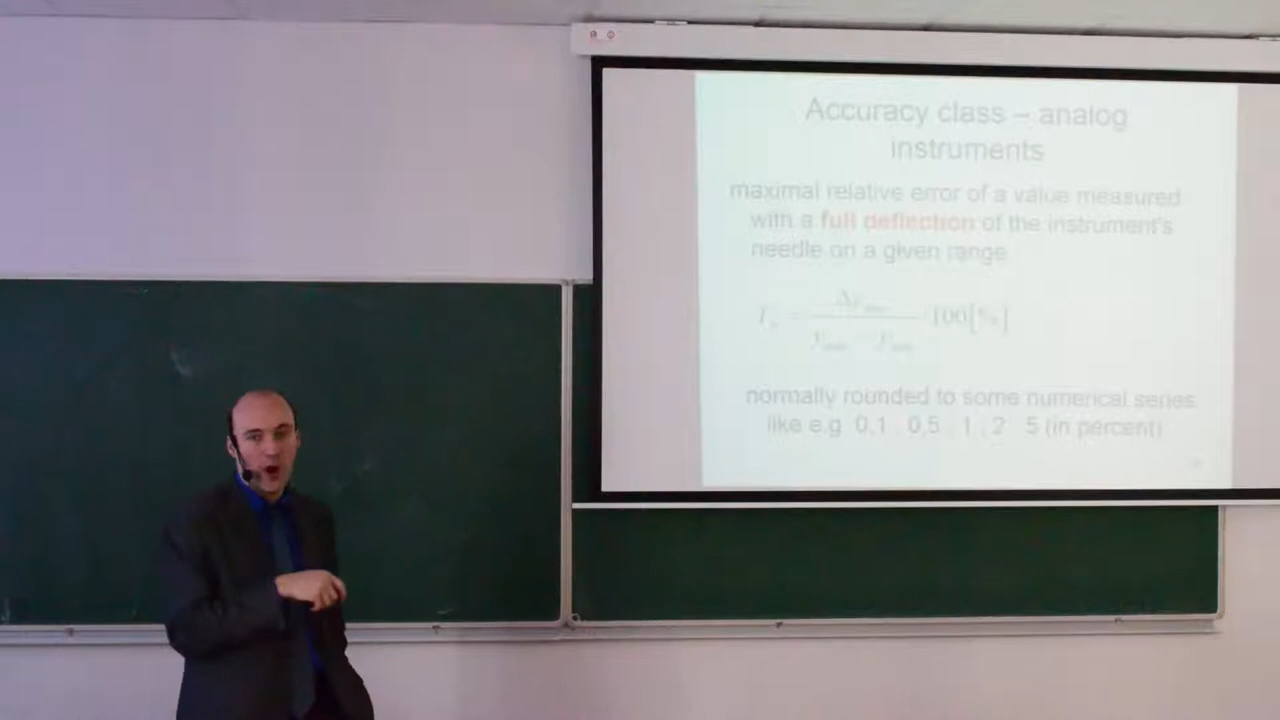 Accuracy class – analog
instruments
maximal relative error of a value measured
with a full deflection of the instrument's
needle on a given range
100[%]
normally rounded to some numerical series
like e.g 0,1 0,5 1 , 2 5 (in percent)